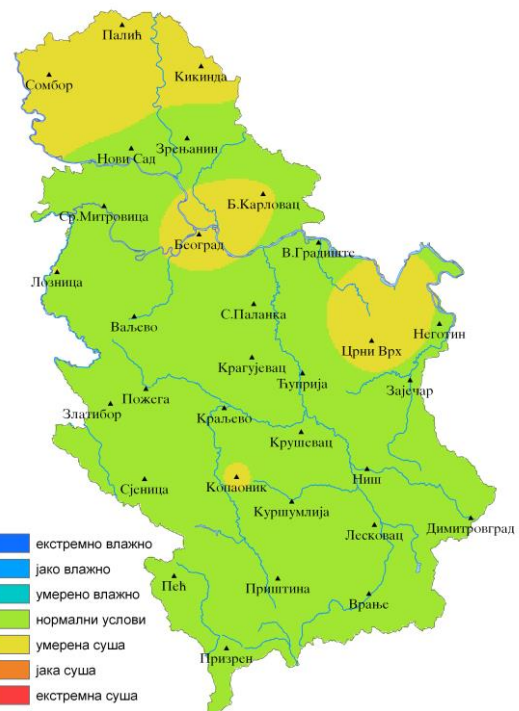 Палић
Сомбор
Кикинда
Нови Сад
Зрењанин
Б.Карловац
Ср.Митровица
Београд
В.Градиште
Лозница
Ваљево
С.Паланка
Неготин
Црни Врх
Крагујевац
Ћуприја
Зајечар
Пожега
Златибор
Краљево
Крушевац
Ниш
Сјеница
Копаоник
Куршумлија
Димитровград
Лесковац
Пећ
Приштина
Врање
Призрен
екстремно влажно
јако влажно
умерено влажно
нормални услови
умерена суша
јака суша
екстремна суша